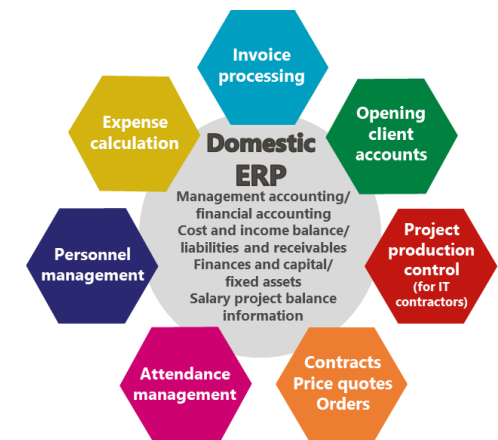 Invoice
processing
Opening
client
accounts
Project
production
control
(for IT
contractors)
Contracts
Price quotes
Orders
Attendance
management
Personnel
management
Expense
calculation
Domestic
ERP
Management accounting/
financial accounting
Cost and income balance/
liabilities and receivables
Finances and capital/
fixed assets
Salary project balance
information